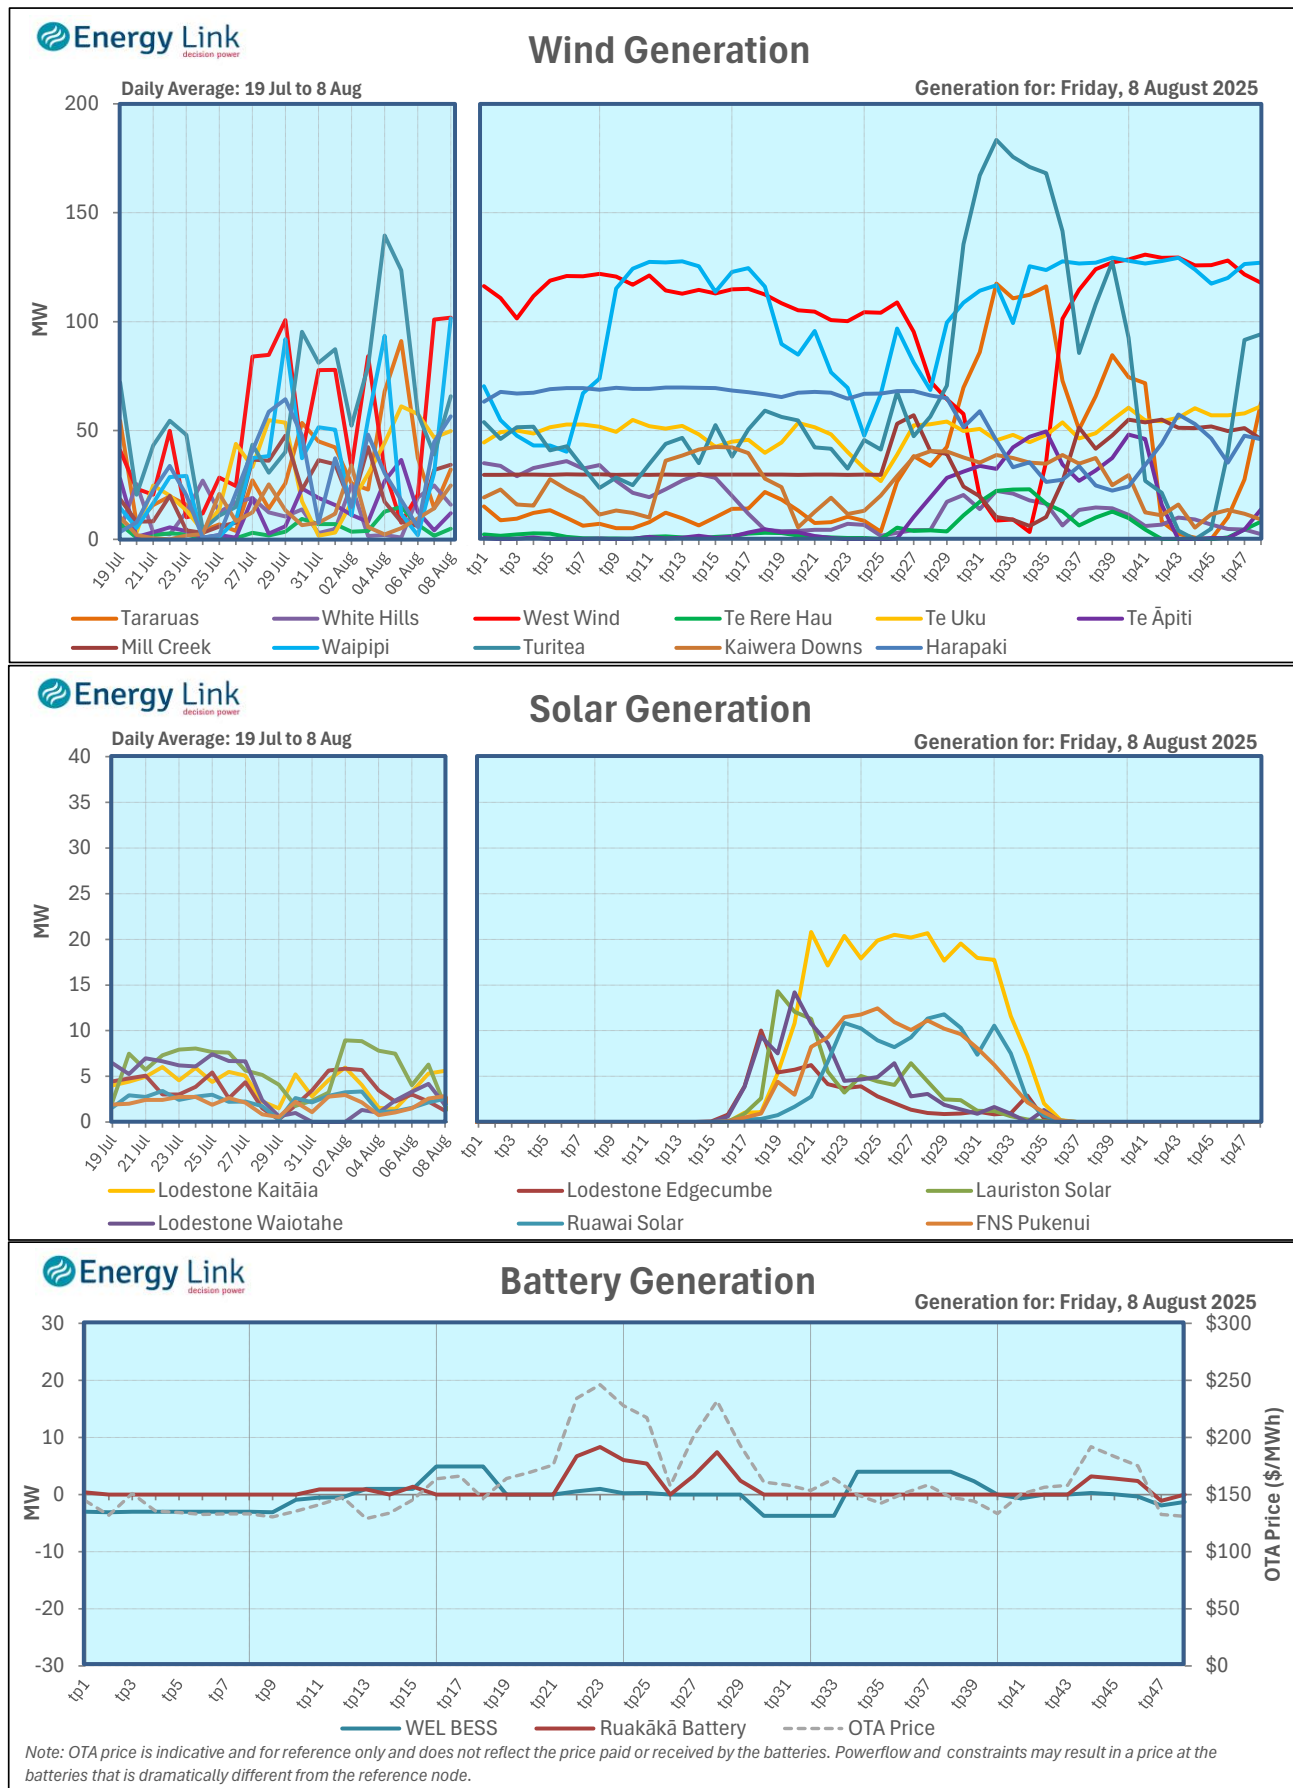 Energy Link
decision power
Wind Generation
Daily Average: 19 Jul to 8 Aug
Generation for: Friday, 8 August 2025
200
150
100
50
0
MW
19 Jul
21 Jul
23 Jul
25 Jul
27 Jul
29 Jul
31 Jul
02 Aug
04 Aug
06 Aug
08 Aug
tp1
tp3
tp5
tp7
tp9
tp11
tp13
tp15
tp17
tp19
tp21
tp23
tp25
tp27
tp29
tp31
tp33
tp35
tp37
tp39
tp41
tp43
tp45
tp47
Tararuas White Hills West Wind Te Rere Hau Te Uku Te Āpiti
Mill Creek Waipipi Turitea Kaiwera Downs Harapaki
Energy Link
decision power
Solar Generation
Daily Average: 19 Jul to 8 Aug
Generation for: Friday, 8 August 2025
40
35
30
25
20
15
10
5
0
MW
19 Jul
21 Jul
23 Jul
25 Jul
27 Jul
29 Jul
31 Jul
02 Aug
04 Aug
06 Aug
08 Aug
tp1
tp3
tp5
tp7
tp9
tp11
tp13
tp15
tp17
tp19
tp21
tp23
tp25
tp27
tp29
tp31
tp33
tp35
tp37
tp39
tp41
tp43
tp45
tp47
Lodestone Kaitāia Lodestone Edgecumbe Lauriston Solar
Lodestone Waiotahe Ruawai Solar FNS Pukenui
Energy Link
decision power
Battery Generation
Generation for: Friday, 8 August 2025
30
20
10
0
-10
-20
-30
MW
$300
$250
$200
$150
$100
$50
$0
OTA Price ($/MWh)
tp1
tp3
tp5
tp7
tp9
tp11
tp13
tp15
tp17
tp19
tp21
tp23
tp25
tp27
tp29
tp31
tp33
tp35
tp37
tp39
tp41
tp43
tp45
tp47
WEL BESS Ruakākā Battery OTA Price
Note: OTA price is indicative and for reference only and does not reflect the price paid or received by the batteries. Powerflow and constraints may result in a price at the
batteries that is dramatically different from the reference node.